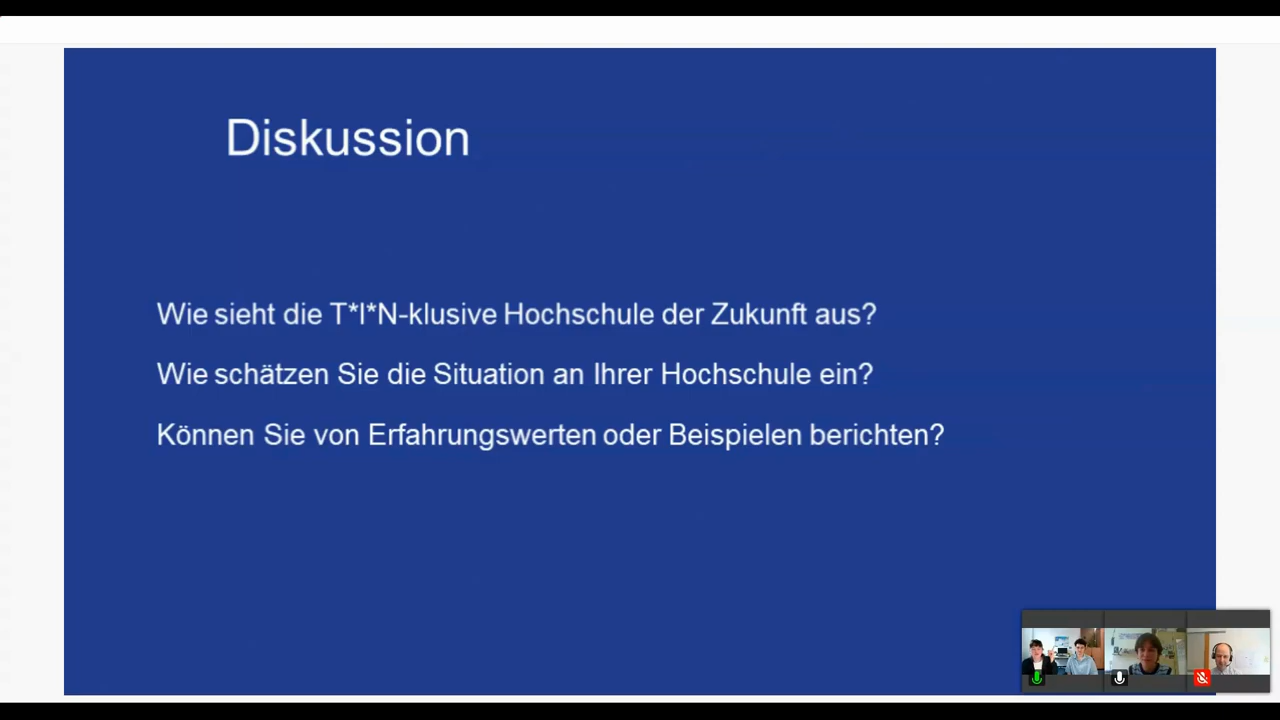 Diskussion
Wie sieht die T*I*N-klusive Hochschule der Zukunft aus?
Wie schätzen Sie die Situation an Ihrer Hochschule ein?
Können Sie von Erfahrungswerten oder Beispielen berichten?